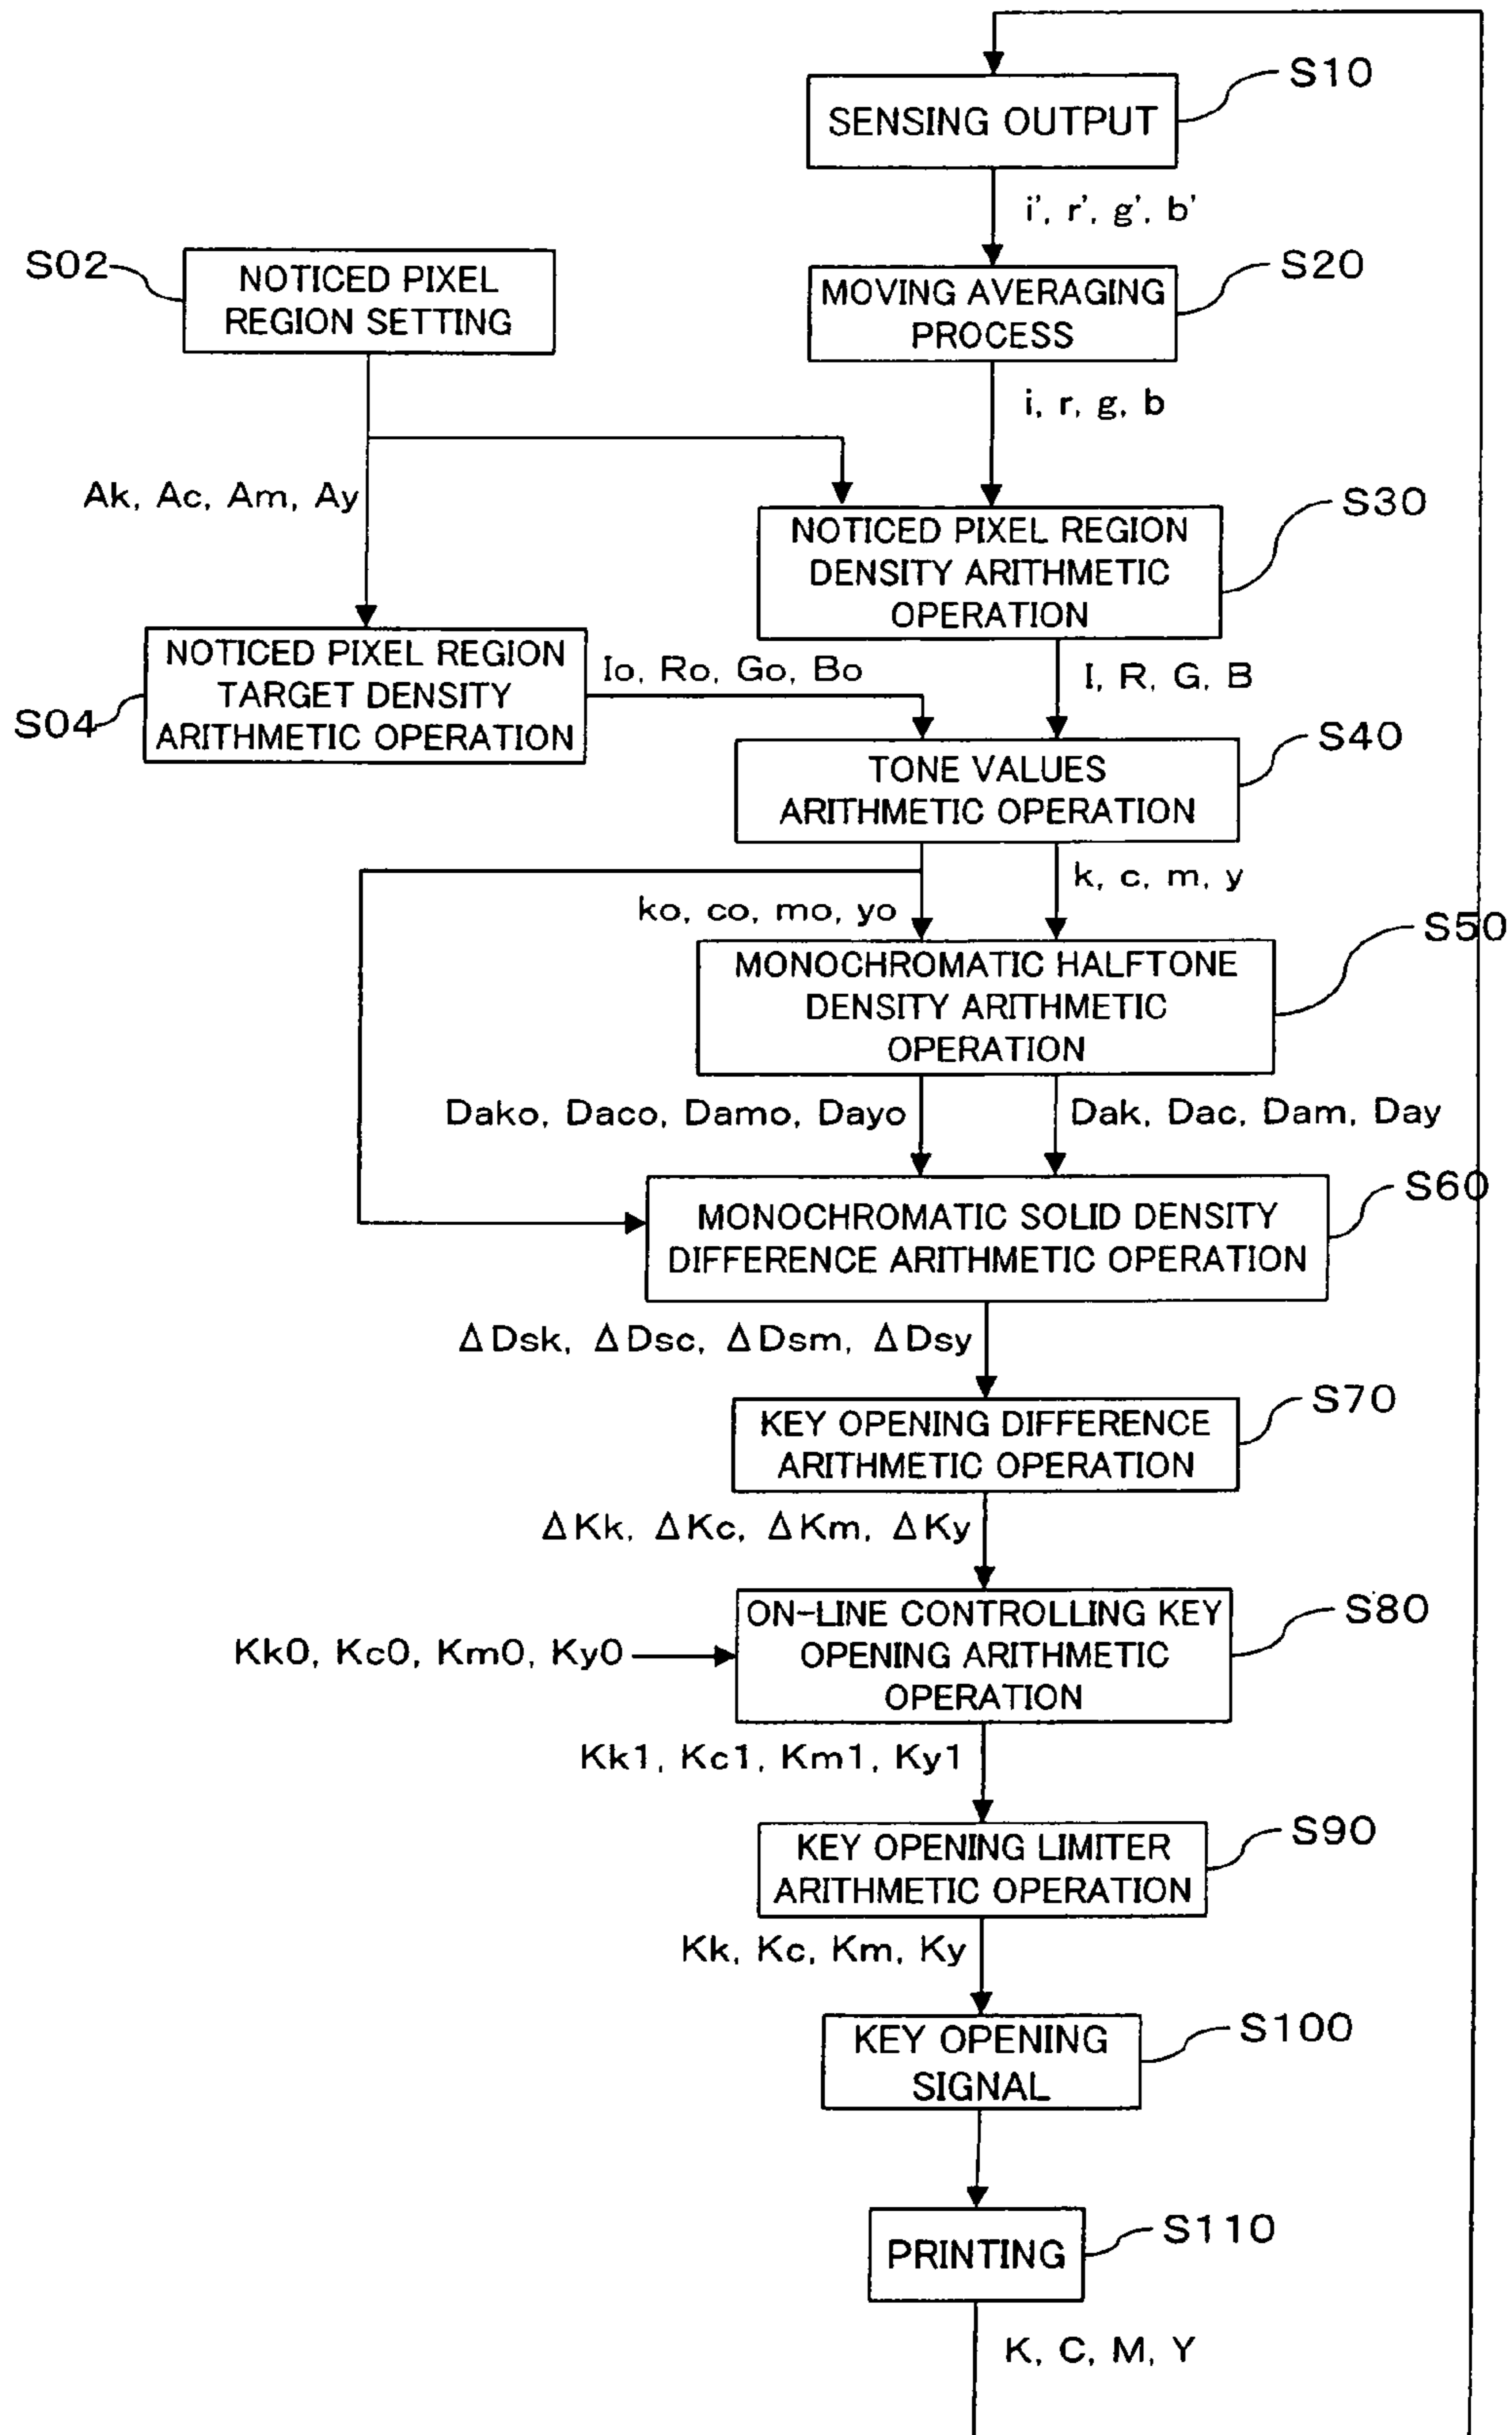 S10
SENSING OUTPUT
i', r', g', b'
S02
NOTICED PIXEL
REGION SETTING
S20
MOVING AVERAGING
PROCESS
i, r, g, b
Ak, Ac, Am, Ay
S30
NOTICED PIXEL REGION
DENSITY ARITHMETIC
OPERATION
S04
NOTICED PIXEL REGION
TARGET DENSITY
ARITHMETIC OPERATION
Io, Ro, Go, Bo
I, R, G, B
S40
TONE VALUES
ARITHMETIC OPERATION
k, c, m, y
ko, co, mo, yo
S50
MONOCHROMATIC HALFTONE
DENSITY ARITHMETIC
OPERATION
Dako, Daco, Damo, Dayo
Dak, Dac, Dam, Day
S60
MONOCHROMATIC SOLID DENSITY
DIFFERENCE ARITHMETIC OPERATION
ΔDsk, ΔDsc, ΔDsm, ΔDsy
S70
KEY OPENING DIFFERENCE
ARITHMETIC OPERATION
ΔKk, ΔKc, ΔKm, ΔKy
S80
ON-LINE CONTROLLING KEY
OPENING ARITHMETIC
OPERATION
Kk0, Kc0, Km0, Ky0
Kk1, Kc1, Km1, Ky1
S90
KEY OPENING LIMITER
ARITHMETIC OPERATION
Kk, Kc, Km, Ky
S100
KEY OPENING
SIGNAL
S110
PRINTING
K, C, M, Y